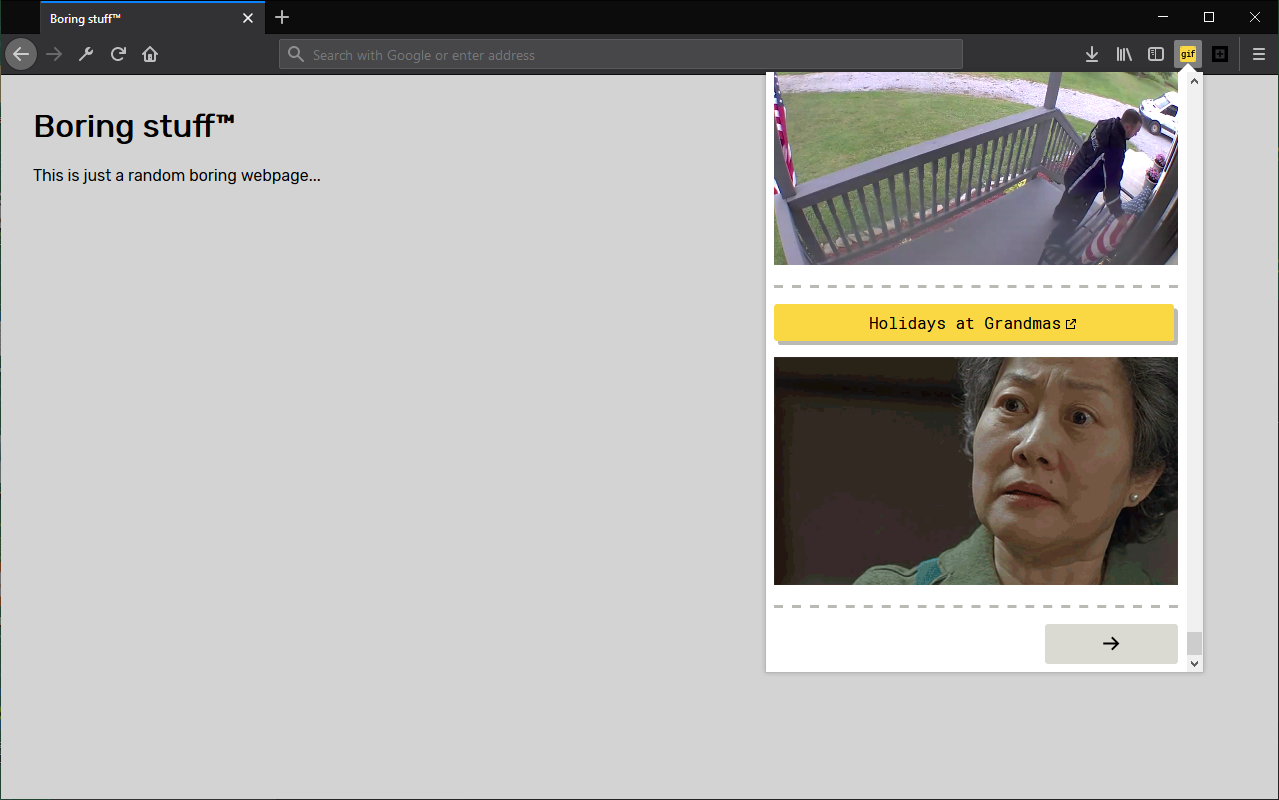 Boring stuff™
Search with Google or enter address
gif
Boring stuff™
This is just a random boring webpage...
Holidays at Grandmas